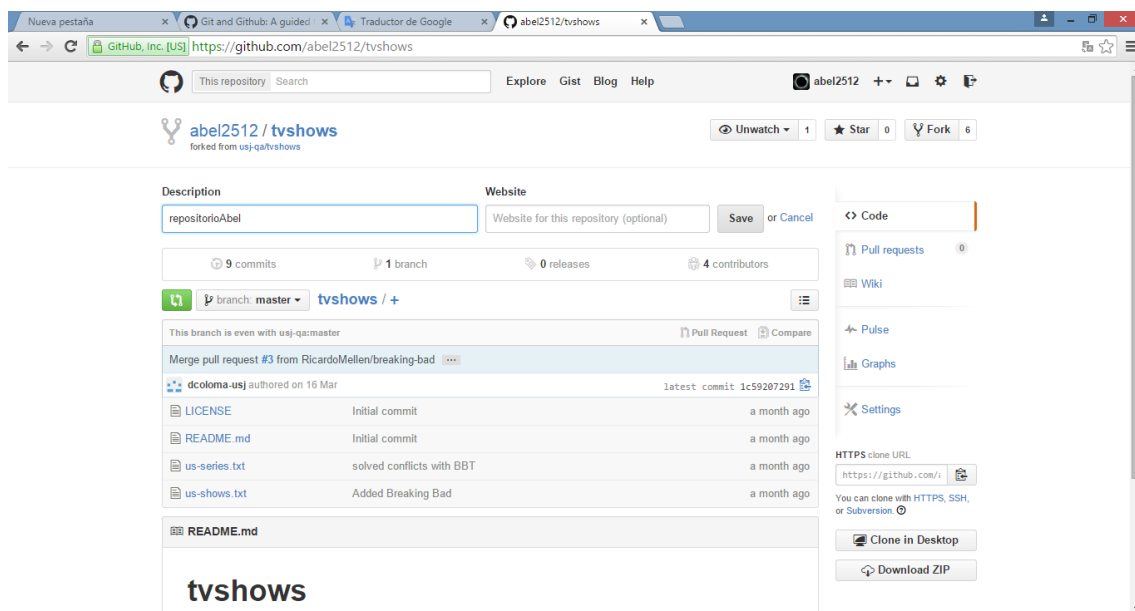 Nueva pestaña
Git and Github: A guided
Traductor de Google
abel2512/tvshows
GitHub, Inc. [US] https://github.com/abel2512/tvshows
This repository Search
Explore Gist Blog Help
abel2512
abel2512 / tvshows
forked from usj-qa/tvshows
Unwatch 1
Star 0
Fork 6
Description
Website
repositorioAbel
Website for this repository (optional)
Save or Cancel
9 commits
1 branch
0 releases
4 contributors
branch: master
tvshows / +
This branch is even with usj-qa:master
Pull Request
Compare
Merge pull request #3 from RicardoMellen/breaking-bad ...
dcoloma-usj authored on 16 Mar
latest commit 1c59207291
LICENSE Initial commit a month ago
README.md Initial commit a month ago
us-series.txt solved conflicts with BBT a month ago
us-shows.txt Added Breaking Bad a month ago
README.md
tvshows
Code
Pull requests 0
Wiki
Pulse
Graphs
Settings
HTTPS clone URL
https://github.com/
You can clone with HTTPS, SSH,
or Subversion.
Clone in Desktop
Download ZIP